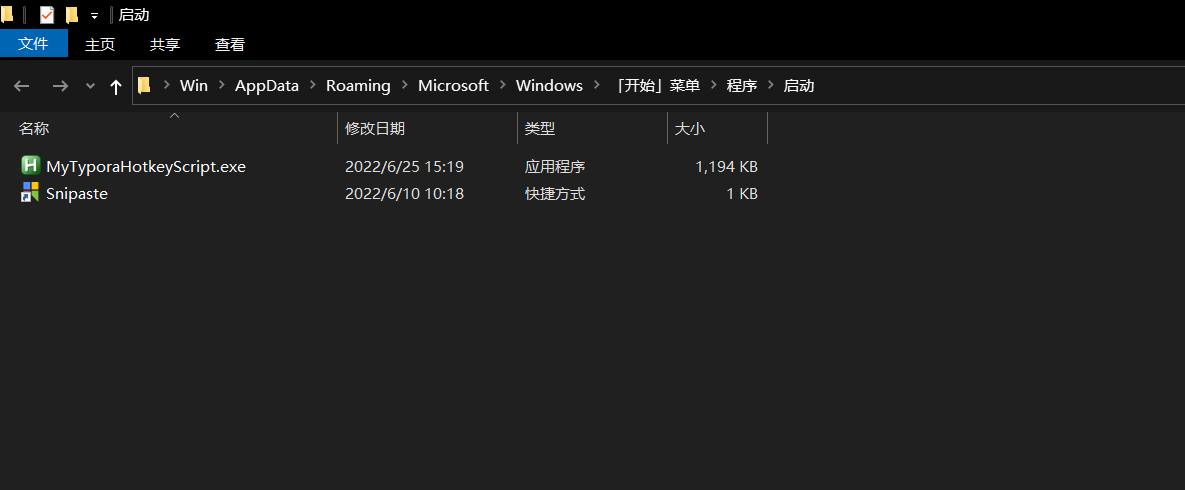 启动
文件 主页 共享 查看
Win AppData Roaming Microsoft Windows 「开始」菜单 程序 启动
名称 修改日期 类型 大小
MyTyporaHotkeyScript.exe 2022/6/25 15:19 应用程序 1,194 KB
Snipaste 2022/6/10 10:18 快捷方式 1 KB